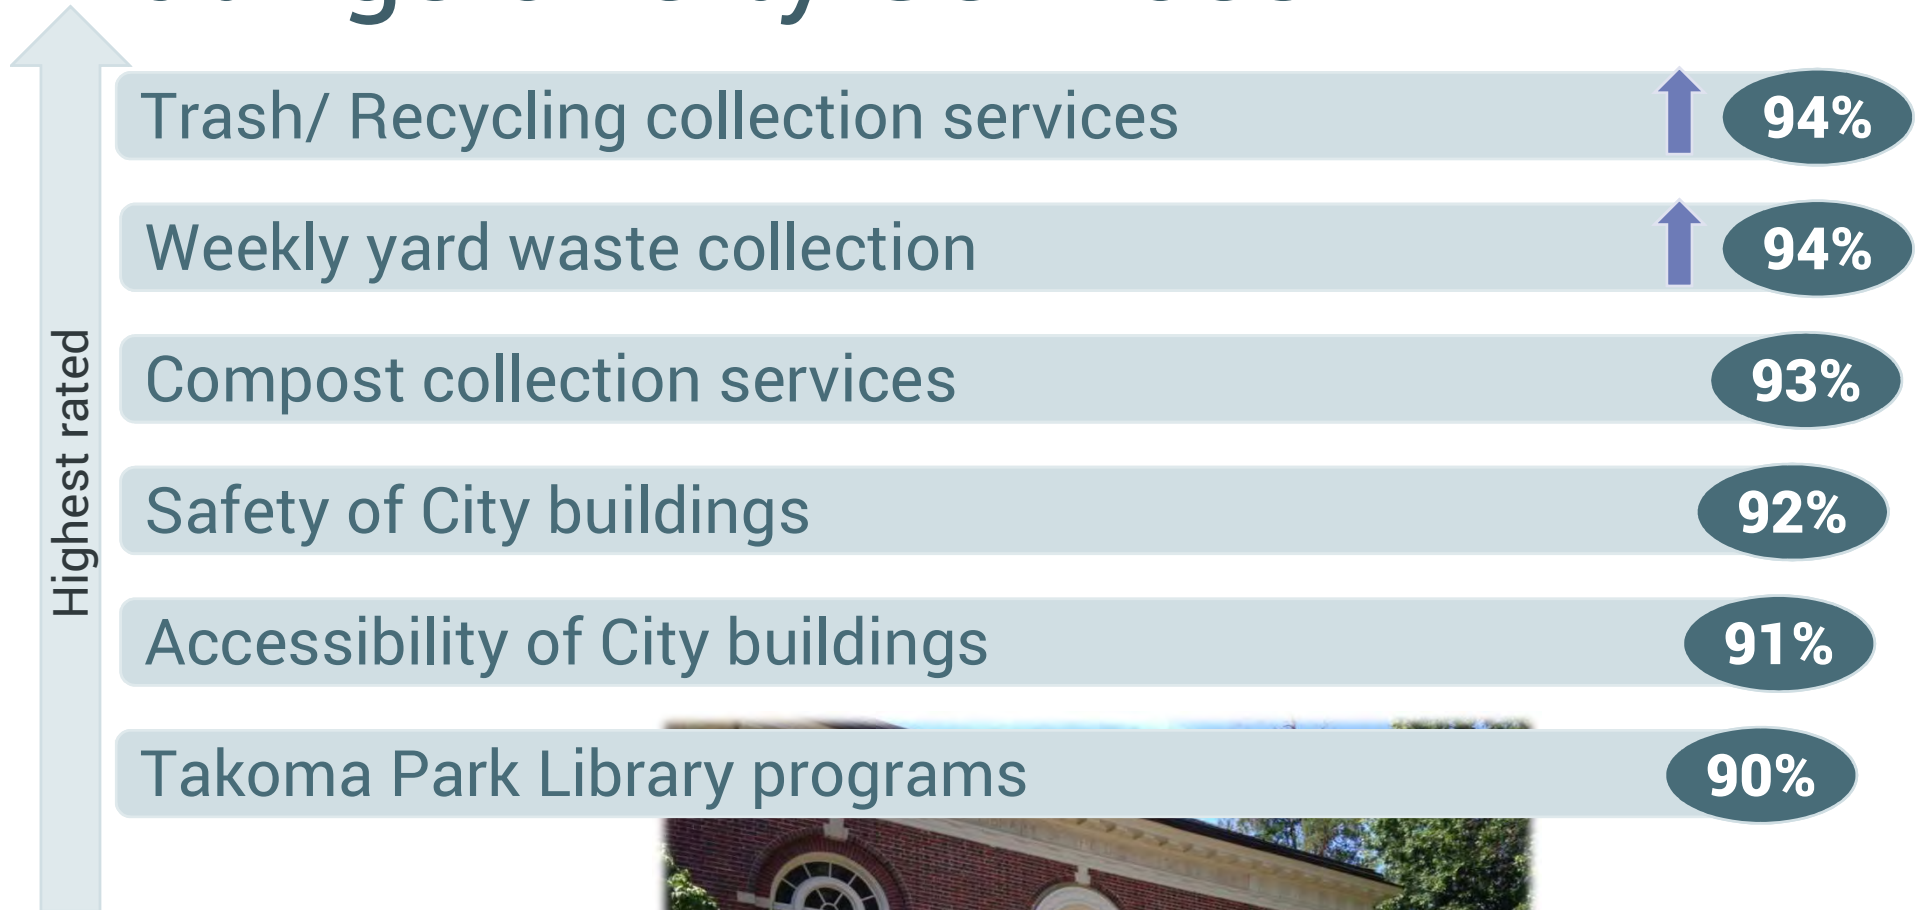 Trash/ Recycling collection services 94%
Weekly yard waste collection 94%
Compost collection services 93%
Safety of City buildings 92%
Accessibility of City buildings 91%
Takoma Park Library programs 90%
Highest rated